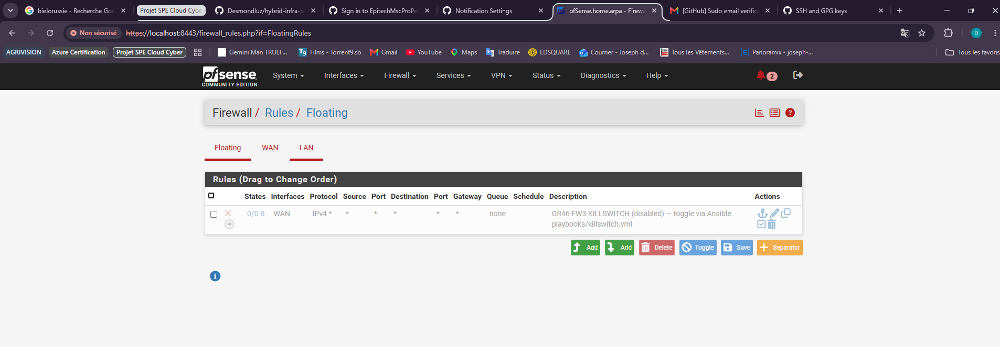 bielorussie - Recherche Goo
Projet SPE Cloud Cybe
Desmondluz/hybrid-infra-p
Sign in to EpitechMscProPr
Notification Settings
pfSense.home.arpa - Firewa
[GitHub] Sudo email verifica
SSH and GPG keys
Non sécurisé
https://localhost:8443/firewall_rules.php?if=FloatingRules
D
AGRIVISION
Azure Certification
Projet SPE Cloud Cyber
Gemini Man TRUEF...
Films - Torrent9.so
Gmail
YouTube
Maps
Traduire
EDSQUARE
Courrier - Joseph d...
Tous les Vêtements...
Panoramix - joseph-...
Tous les favoris
pfsense
COMMUNITY EDITION
System
Interfaces
Firewall
Services
VPN
Status
Diagnostics
Help
2
Firewall / Rules / Floating
Floating WAN LAN
Rules (Drag to Change Order)
States Interfaces Protocol Source Port Destination Port Gateway Queue Schedule Description Actions
0/0 B WAN IPv4 * * * * * * none GR46-FW3 KILLSWITCH (disabled) — toggle via Ansible
playbooks/killswitch.yml
Add Add Delete Toggle Save Separator